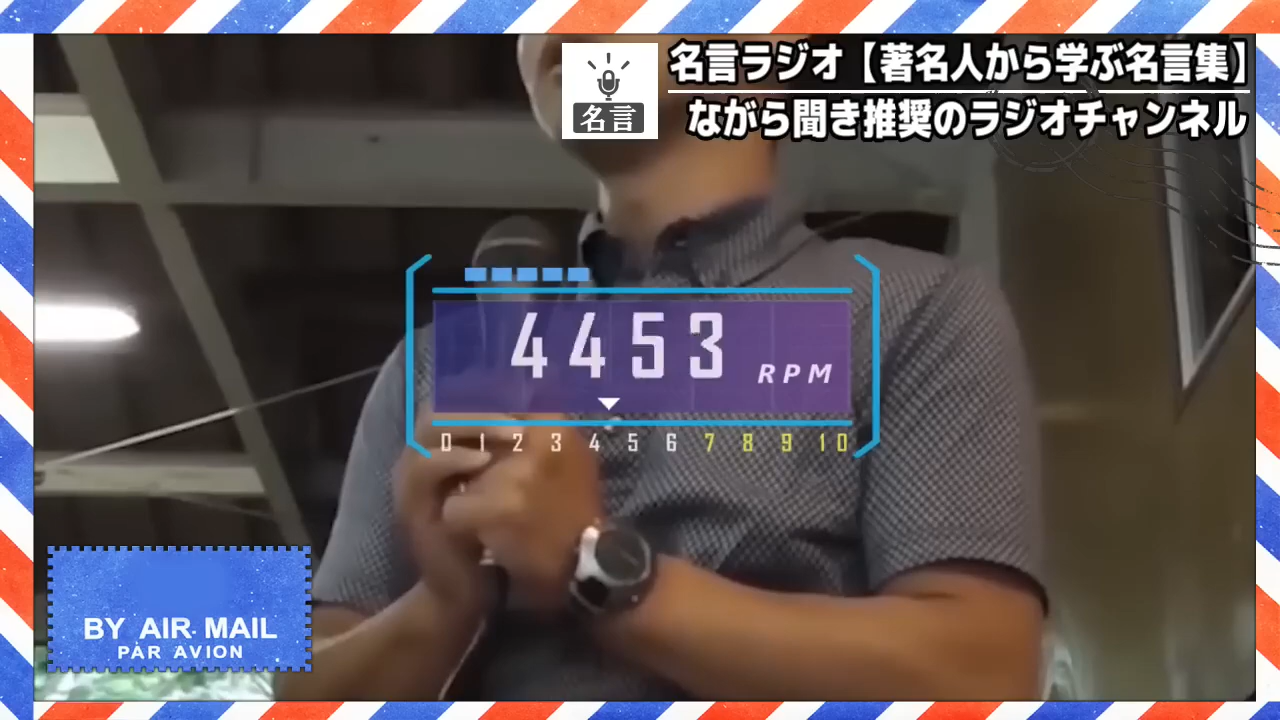 名言ラジオ【著名人から学ぶ名言集】
名言
ながら聞き推奨のラジオチャンネル
4453 RPM
0 1 2 3 4 5 6 7 8 9 10
BY AIR MAIL
PAR AVION